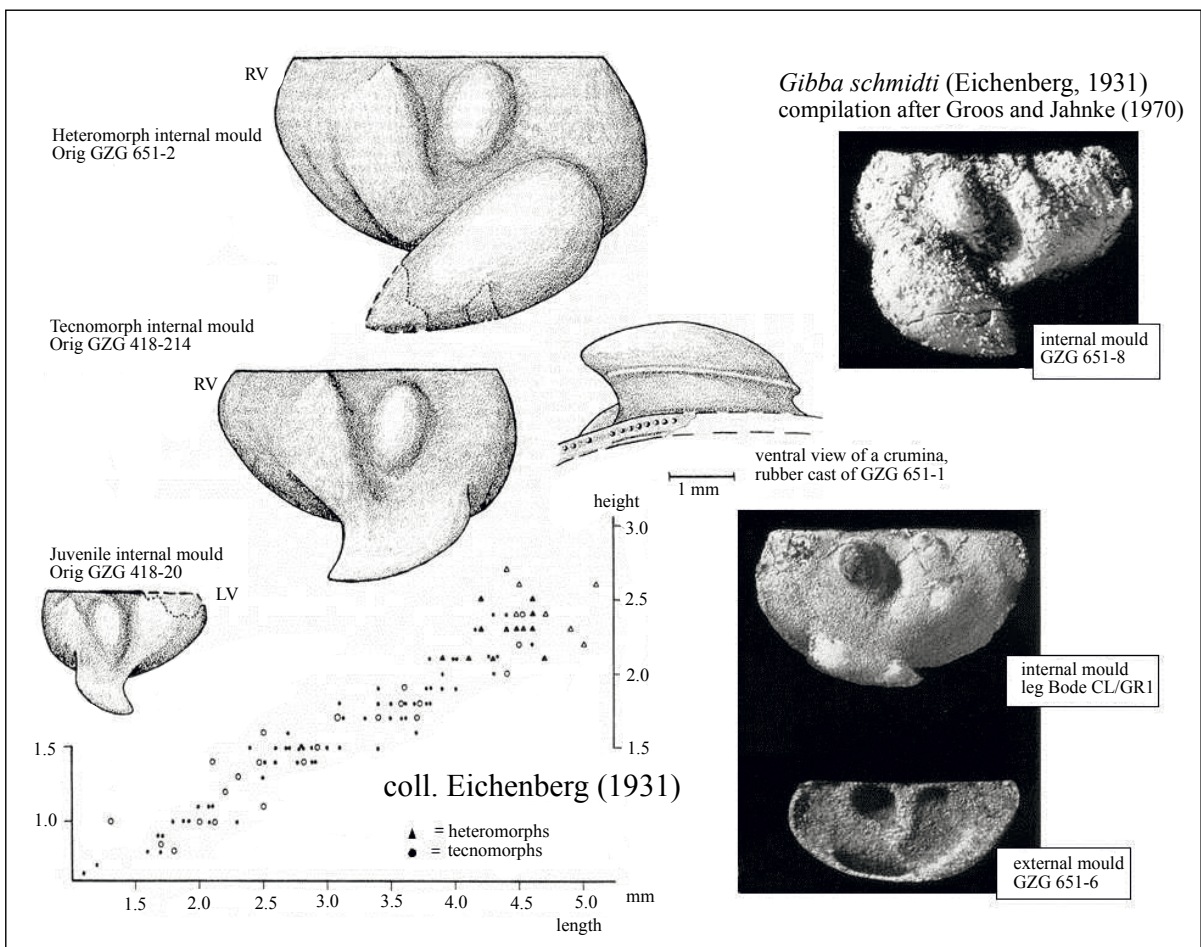 RV
Heteromorph internal mould
Orig GZG 651-2
Gibba schmidti (Eichenberg, 1931)
compilation after Groos and Jahnke (1970)
internal mould
GZG 651-8
Tecnomorph internal mould
Orig GZG 418-214
RV
ventral view of a crumina,
rubber cast of GZG 651-1
1 mm
Juvenile internal mould
Orig GZG 418-20
LV
height
3.0
2.5
2.0
1.5
1.5
1.0
coll. Eichenberg (1931)
▲ = heteromorphs
● = tecnomorphs
1.5 2.0 2.5 3.0 3.5 4.0 4.5 5.0 mm
length
internal mould
leg Bode CL/GR1
external mould
GZG 651-6